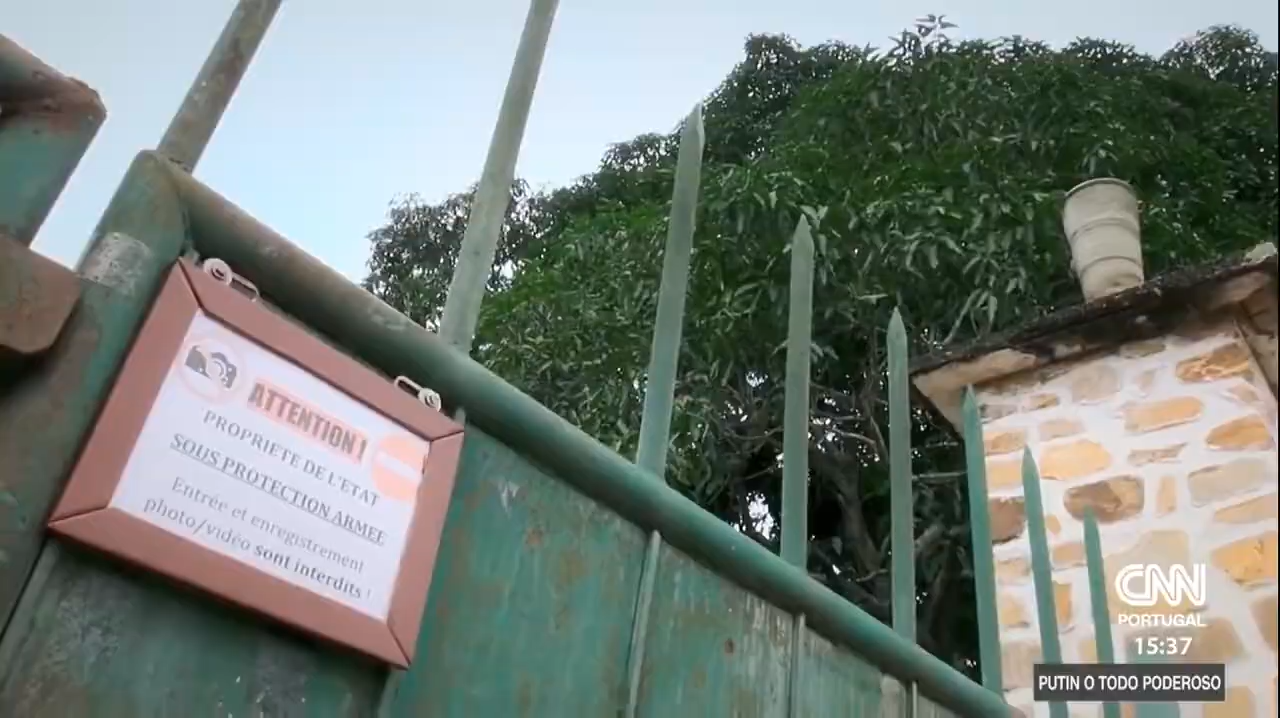 ATTENTION !
PROPRIETE DE L'ETAT
SOUS PROTECTION ARMEE
Entrée et enregistrement
photo/vidéo sont interdits !
CNN
PORTUGAL
15:37
PUTIN O TODO PODEROSO